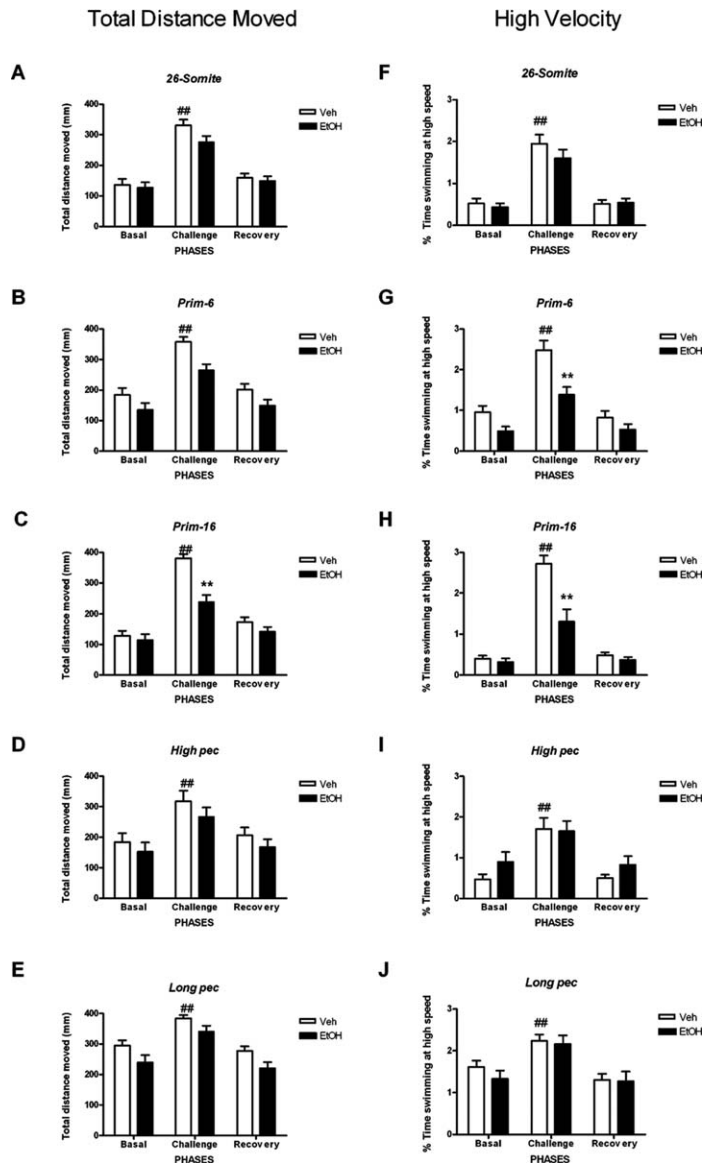 Total Distance Moved
High Velocity
A
26-Somite
Total distance moved (mm)
400
300
200
100
0
##
Basal Challenge Recovery
PHASES
Veh
EtOH
F
26-Somite
% Time swimming at high speed
3
2
1
0
##
Basal Challenge Recovery
PHASES
Veh
EtOH
B
Prim-6
Total distance moved (mm)
400
300
200
100
0
##
Basal Challenge Recovery
PHASES
Veh
EtOH
G
Prim-6
% Time swimming at high speed
3
2
1
0
##
**
Basal Challenge Recovery
PHASES
Veh
EtOH
C
Prim-16
Total distance moved (mm)
400
300
200
100
0
##
**
Basal Challenge Recovery
PHASES
Veh
EtOH
H
Prim-16
% Time swimming at high speed
3
2
1
0
##
**
Basal Challenge Recovery
PHASES
Veh
EtOH
D
High pec
Total distance moved (mm)
400
300
200
100
0
##
Basal Challenge Recovery
PHASES
Veh
EtOH
I
High pec
% Time swimming at high speed
3
2
1
0
##
Basal Challenge Recovery
PHASES
Veh
EtOH
E
Long pec
Total distance moved (mm)
400
300
200
100
0
##
Basal Challenge Recovery
PHASES
Veh
EtOH
J
Long pec
% Time swimming at high speed
3
2
1
0
##
Basal Challenge Recovery
PHASES
Veh
EtOH